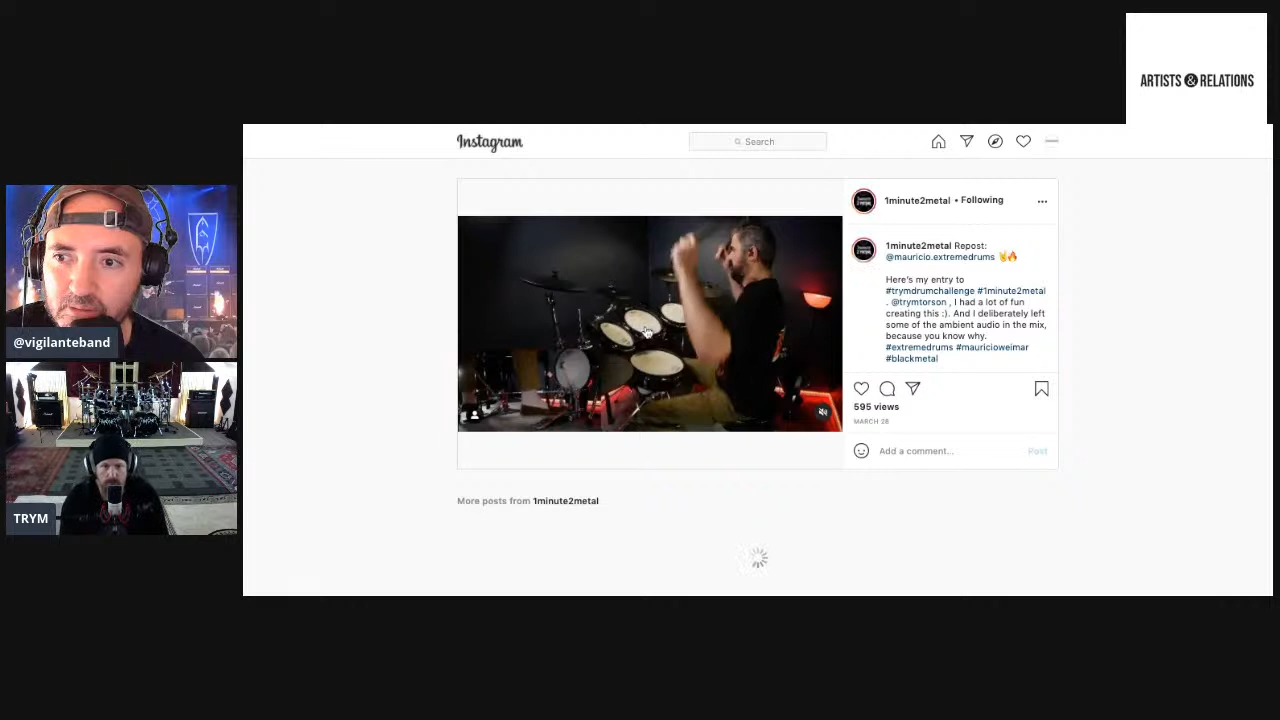 ARTISTS & RELATIONS
Instagram
Search
1minute2metal • Following
1minute2metal Repost:
@mauricio.extremedrums 🤘🔥
Here's my entry to
#trymdrumchallenge #1minute2metal
. @trymtorson , I had a lot of fun
creating this :). And I deliberately left
some of the ambient audio in the mix,
because you know why.
#extremedrums #mauricioweimar
#blackmetal
595 views
MARCH 28
Add a comment...
Post
More posts from 1minute2metal
@vigilanteband
TRYM